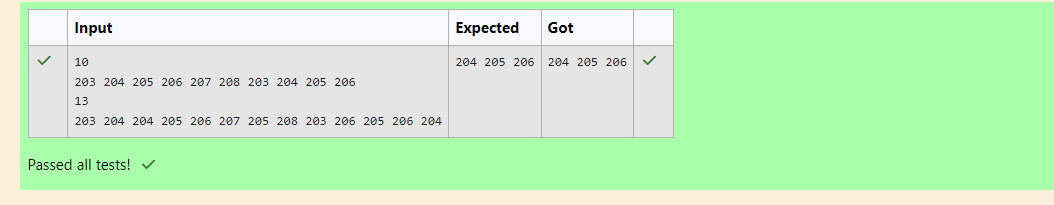 Input Expected Got
10 204 205 206 204 205 206
203 204 205 206 207 208 203 204 205 206
13
203 204 204 205 206 207 205 208 203 206 205 206 204
Passed all tests!